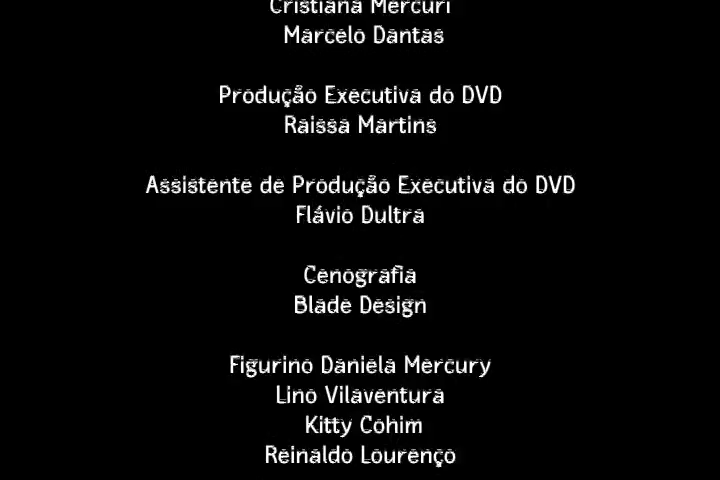 Cristiana Mercuri
Marcelo Dantas
Produção Executiva do DVD
Raissa Martins
Assistente de Produção Executiva do DVD
Flávio Dultra
Cenografia
Blade Design
Figurino Daniela Mercury
Lino Vilaventura
Kitty Cohim
Reinaldo Lourenço